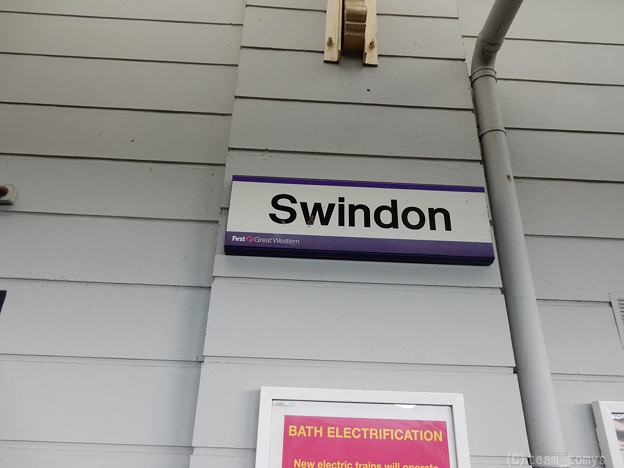 Swindon
First Great Western
BATH ELECTRIFICATION
New electric trains will operate
(C)team_tomys